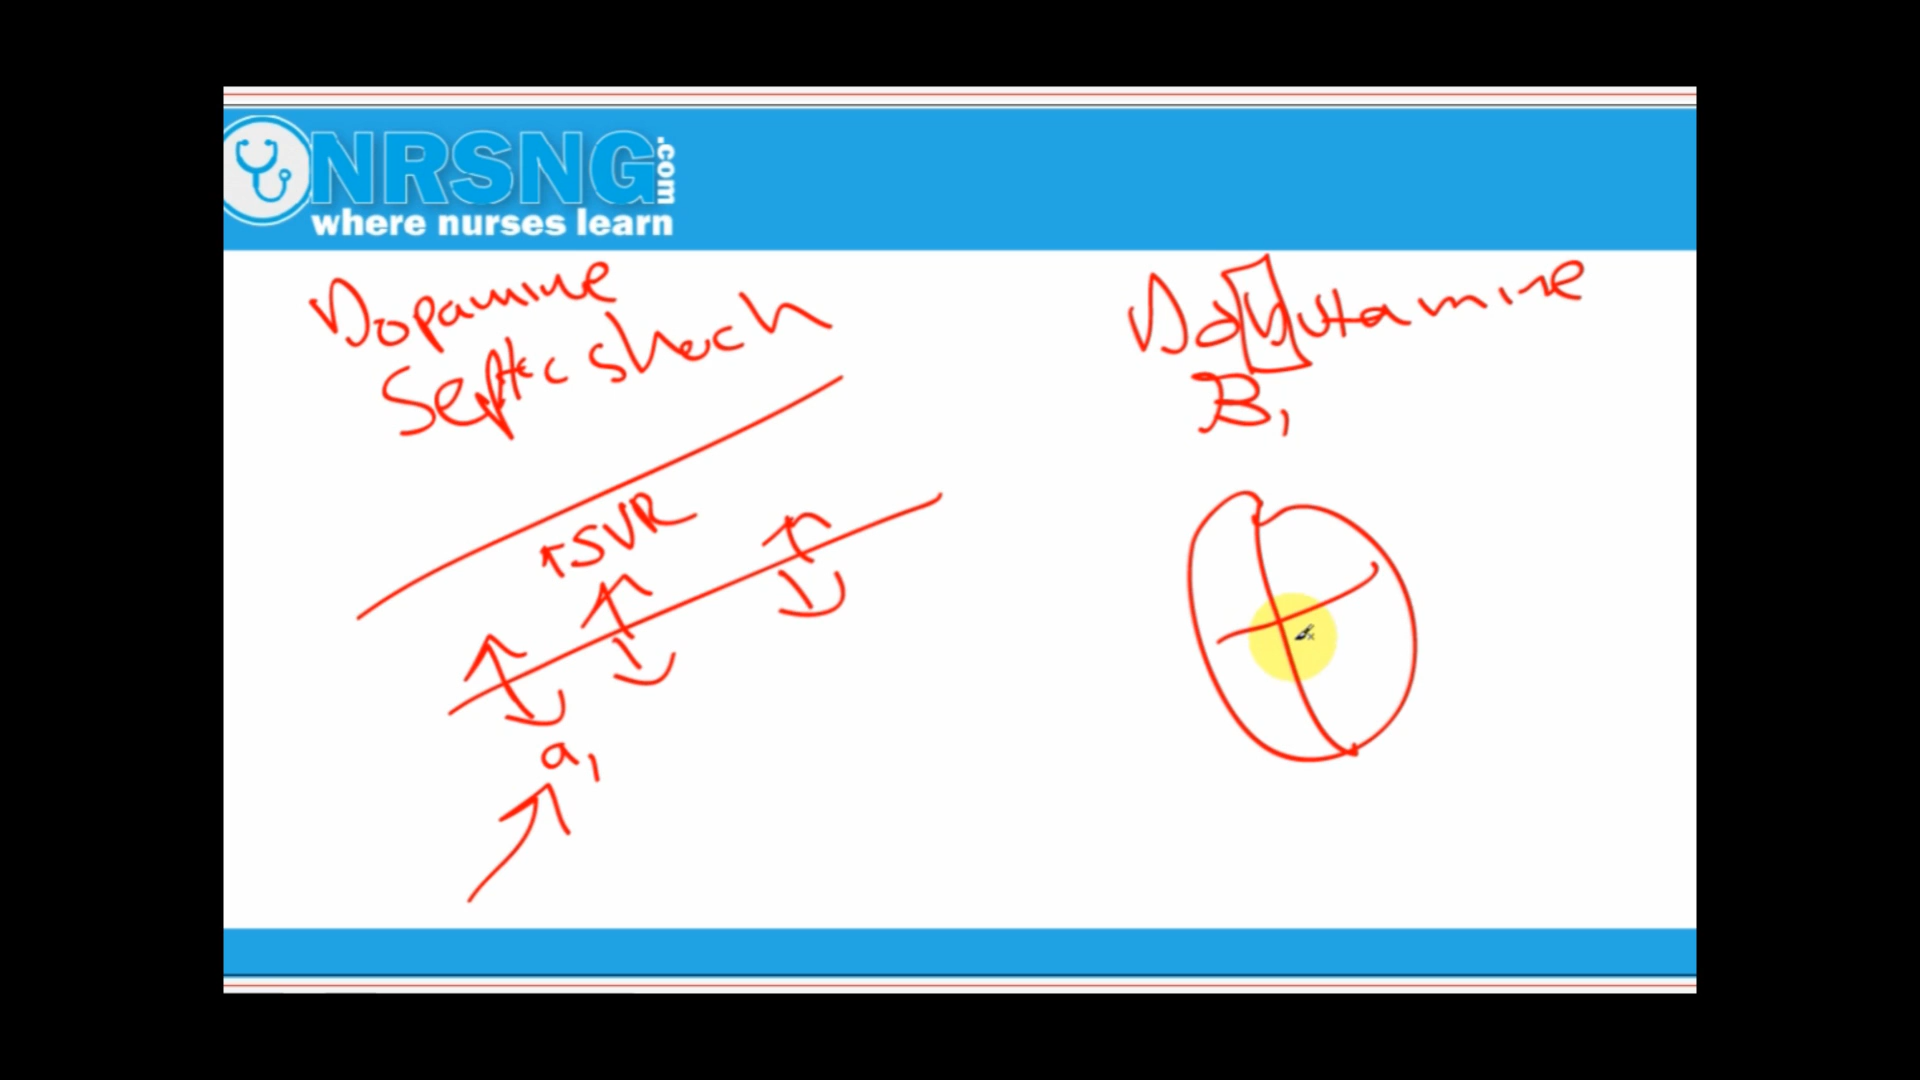 NRSNG.com
where nurses learn
Dopamine
Septic shock
↑SVR
a1
Dobutamine
B1